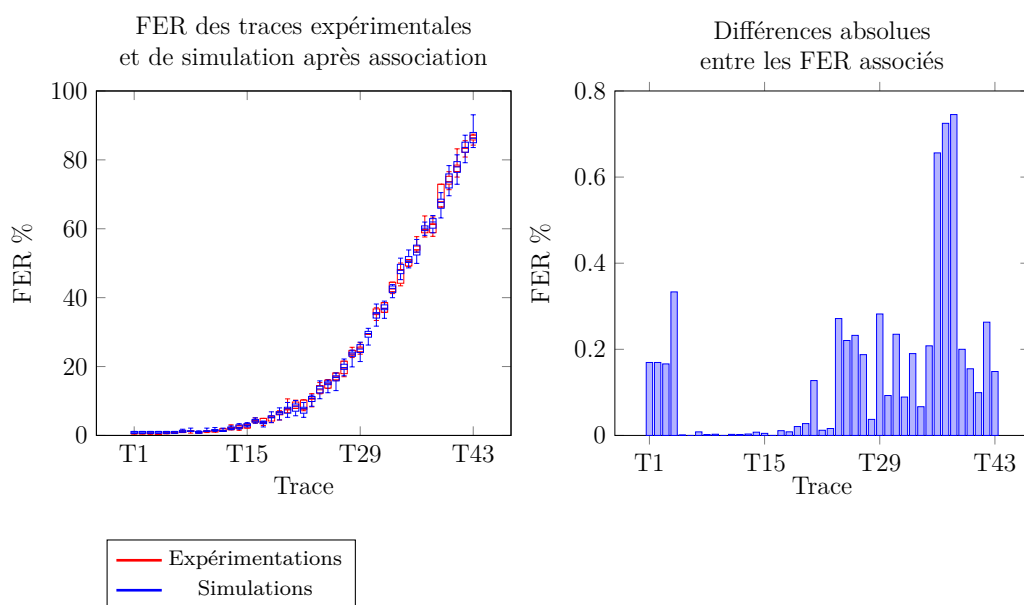 FER des traces expérimentales
et de simulation après association
100
80
60
40
20
0
FER %
T1
T15
T29
T43
Trace
Différences absolues
entre les FER associés
0.8
0.6
0.4
0.2
0
FER %
T1
T15
T29
T43
Trace
Expérimentations
Simulations